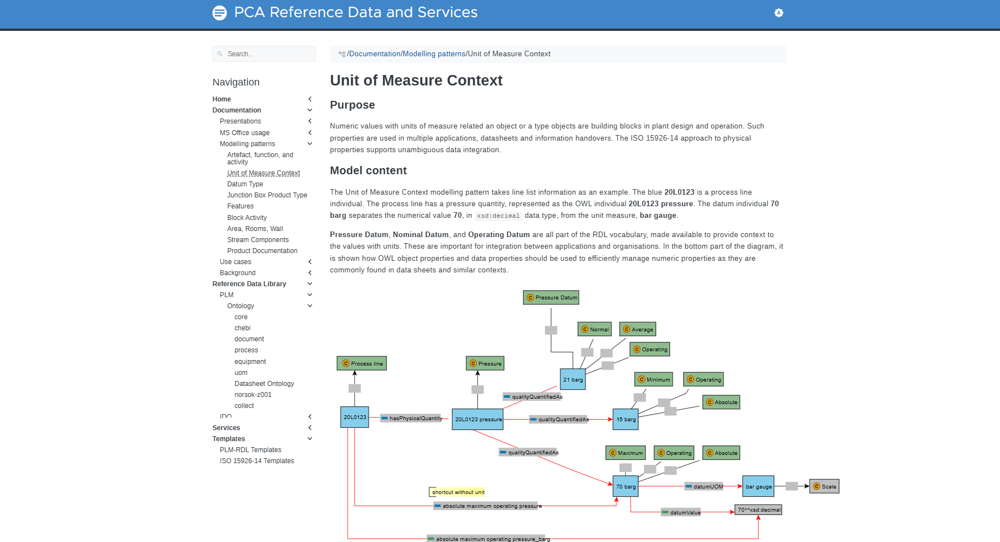 PCA Reference Data and Services
A
Search...
/Documentation/Modelling patterns/Unit of Measure Context
Navigation
Home
Documentation
Presentations
MS Office usage
Modelling patterns
Artefact, function, and
activity
Unit of Measure Context
Datum Type
Junction Box Product Type
Features
Block Activity
Area, Rooms, Wall
Stream Components
Product Documentation
Use cases
Background
Reference Data Library
PLM
Ontology
core
chebi
document
process
equipment
uom
Datasheet Ontology
norsok-z001
collect
IDO
Services
Templates
PLM-RDL Templates
ISO 15926-14 Templates
Unit of Measure Context
Purpose
Numeric values with units of measure related an object or a type objects are building blocks in plant design and operation. Such
properties are used in multiple applications, datasheets and information handovers. The ISO 15926-14 approach to physical
properties supports unambiguous data integration.
Model content
The Unit of Measure Context modelling pattern takes line list information as an example. The blue 20L0123 is a process line
individual. The process line has a pressure quantity, represented as the OWL individual 20L0123 pressure. The datum individual 70
barg separates the numerical value 70, in xsd:decimal data type, from the unit measure, bar gauge.
Pressure Datum, Nominal Datum, and Operating Datum are all part of the RDL vocabulary, made available to provide context to
the values with units. These are important for integration between applications and organisations. In the bottom part of the diagram, it
is shown how OWL object properties and data properties should be used to efficiently manage numeric properties as they are
commonly found in data sheets and similar contexts.
C Pressure Datum
C Normal
C Average
C Operating
C Process line
C Pressure
21 barg
C Minimum
C Operating
qualityQuantifiedAs
C Absolute
20L0123
hasPhysicalQuantity
20L0123 pressure
qualityQuantifiedAs
15 barg
qualityQuantifiedAs
C Maximum
C Operating
C Absolute
70 barg
datumUOM
bar gauge
C Scale
shortcut without unit
absolute maximum operating pressure
datumValue
70^^xsd:decimal
absolute maximum operating pressure_barg